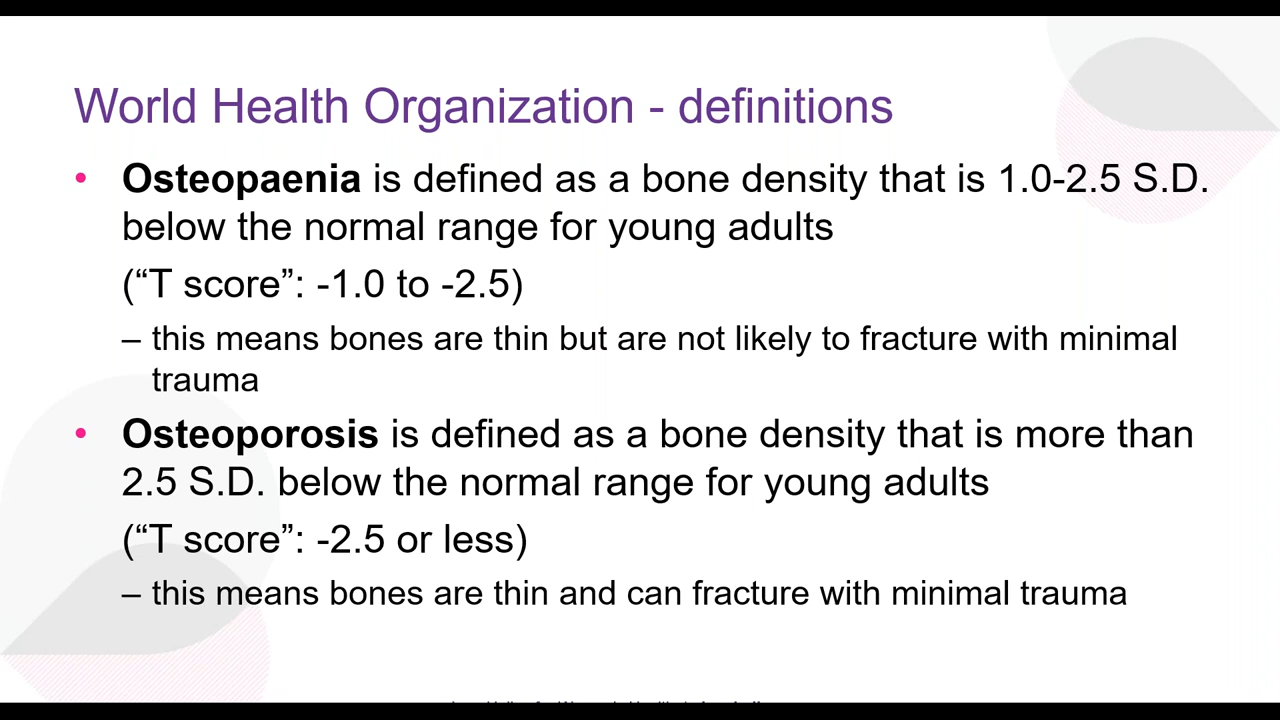 World Health Organization - definitions
• Osteopaenia is defined as a bone density that is 1.0-2.5 S.D.
below the normal range for young adults
(“T score”: -1.0 to -2.5)
– this means bones are thin but are not likely to fracture with minimal
trauma
• Osteoporosis is defined as a bone density that is more than
2.5 S.D. below the normal range for young adults
(“T score”: -2.5 or less)
– this means bones are thin and can fracture with minimal trauma